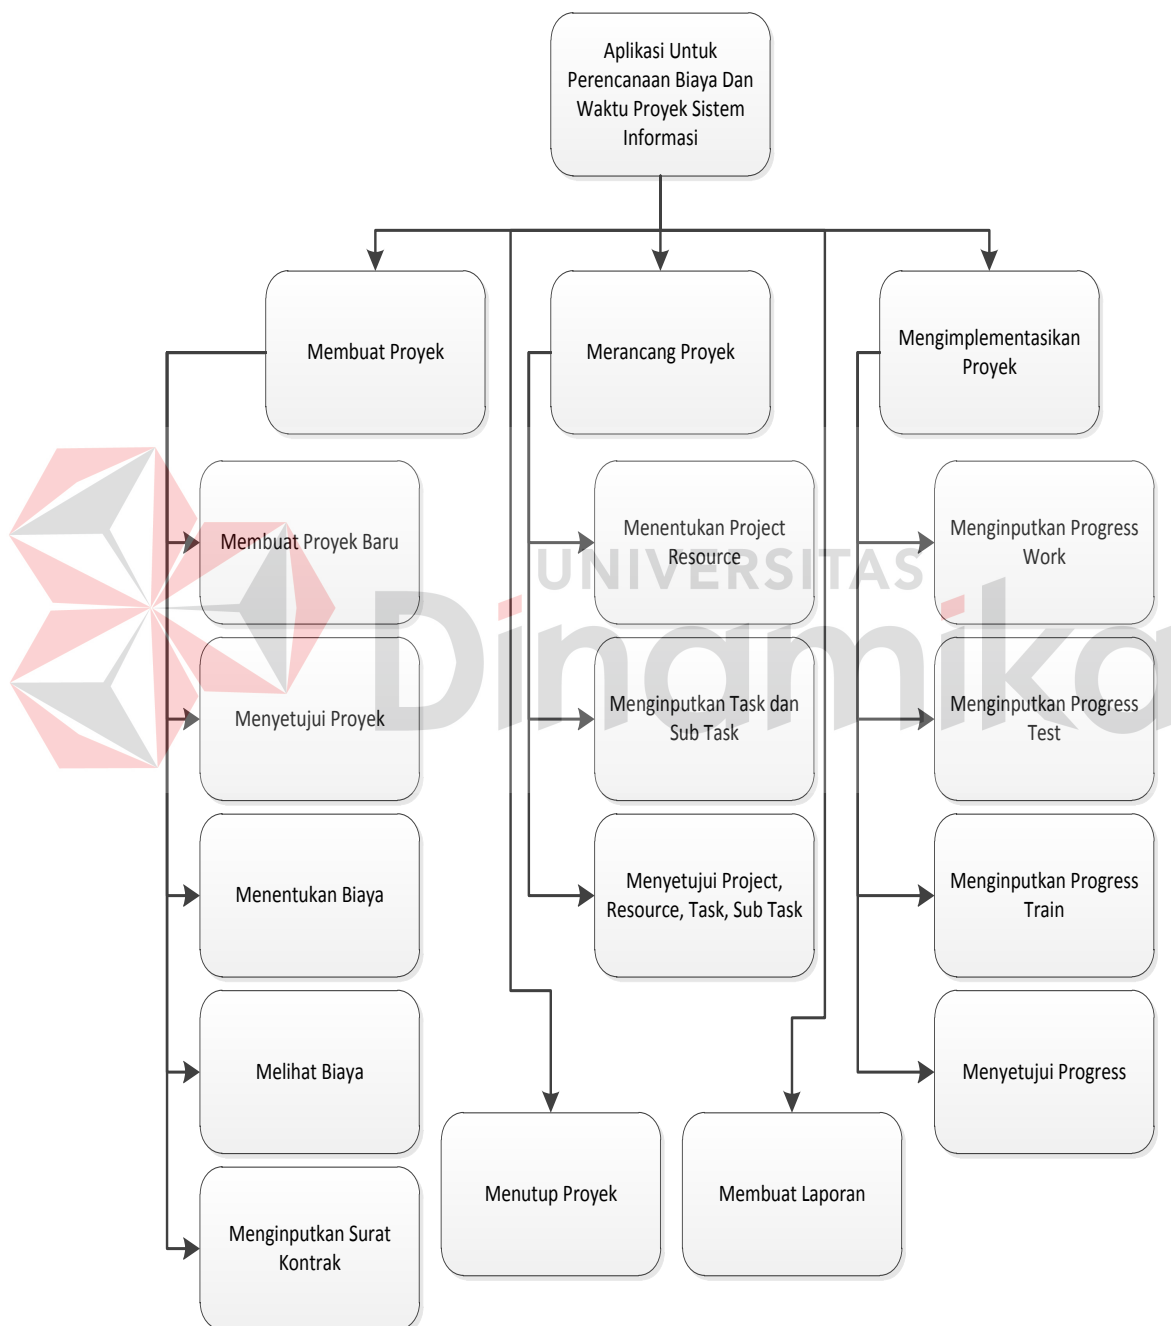 Aplikasi Untuk
Perencanaan Biaya Dan
Waktu Proyek Sistem
Informasi
Membuat Proyek
Merancang Proyek
Mengimplementasikan
Proyek
Membuat Proyek Baru
Menentukan Project
Resource
Menginputkan Progress
Work
UNIVERSITAS
Dinamika
Menyetujui Proyek
Menginputkan Task dan
Sub Task
Menginputkan Progress
Test
Menentukan Biaya
Menyetujui Project,
Resource, Task, Sub Task
Menginputkan Progress
Train
Melihat Biaya
Menyetujui Progress
Menutup Proyek
Membuat Laporan
Menginputkan Surat
Kontrak